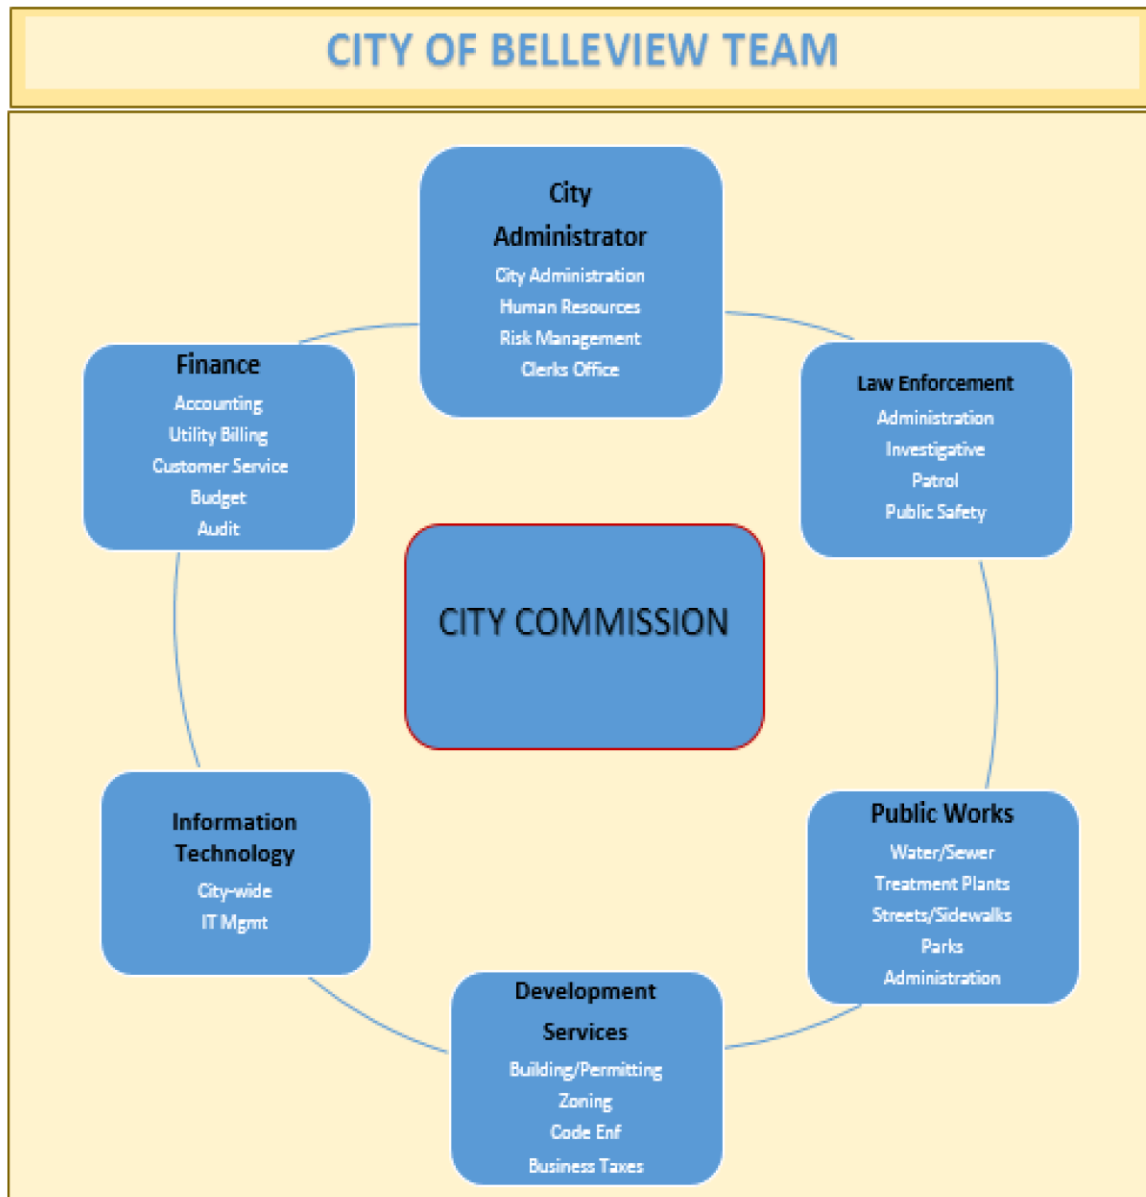 CITY OF BELLEVIEW TEAM
City
Administrator
City Administration
Human Resources
Risk Management
Clerks Office
Finance
Accounting
Utility Billing
Customer Service
Budget
Audit
Law Enforcement
Administration
Investigative
Patrol
Public Safety
CITY COMMISSION
Information
Technology
City-wide
IT Mgmt
Public Works
Water/Sewer
Treatment Plants
Streets/Sidewalks
Parks
Administration
Development
Services
Building/Permitting
Zoning
Code Enf
Business Taxes